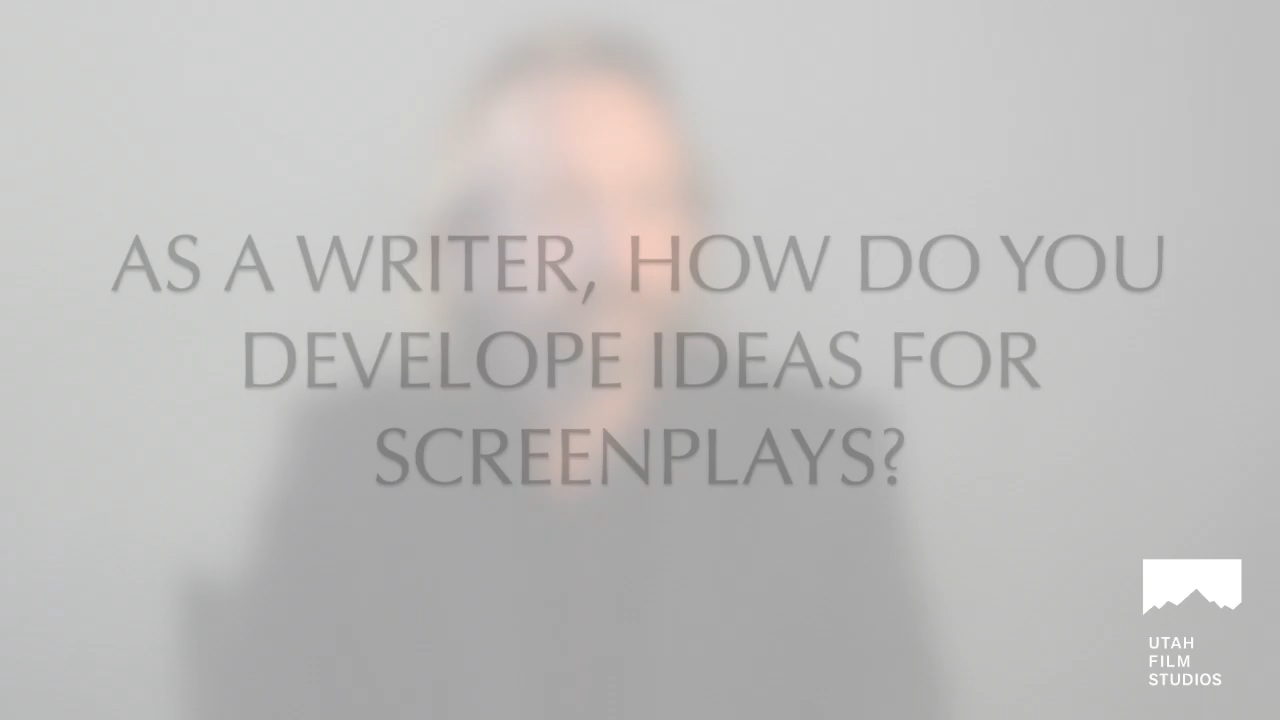 AS A WRITER, HOW DO YOU
DEVELOPE IDEAS FOR
SCREENPLAYS?
UTAH
FILM
STUDIOS